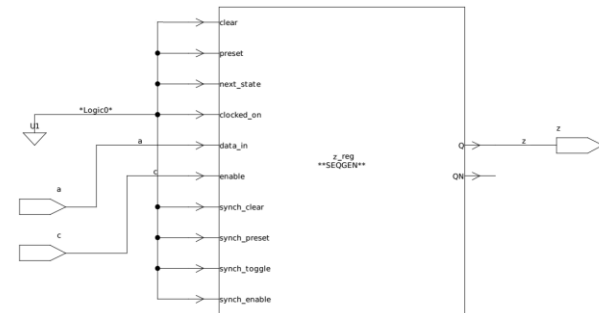 clear
preset
next_state
*Logic0*
clocked_on
U1
a
data_in
z_reg
**SEQGEN**
Q
z
z
c
enable
QN
a
synch_clear
c
synch_preset
synch_toggle
synch_enable